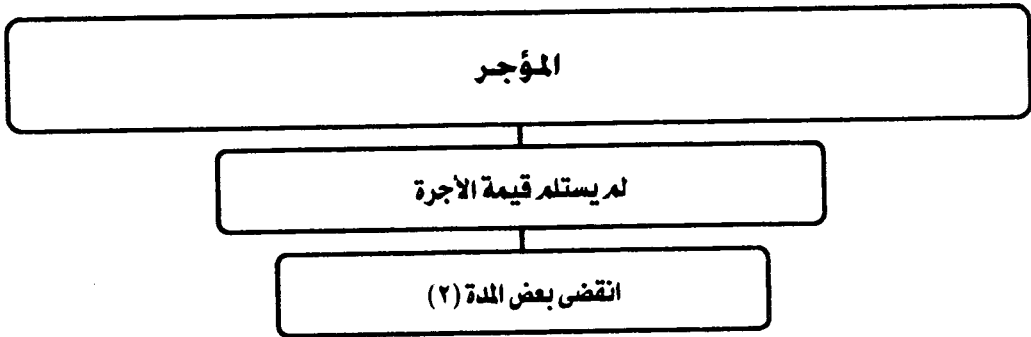 المؤجر
لم يستلم قيمة الأجرة
انقضى بعض المدة (٢)